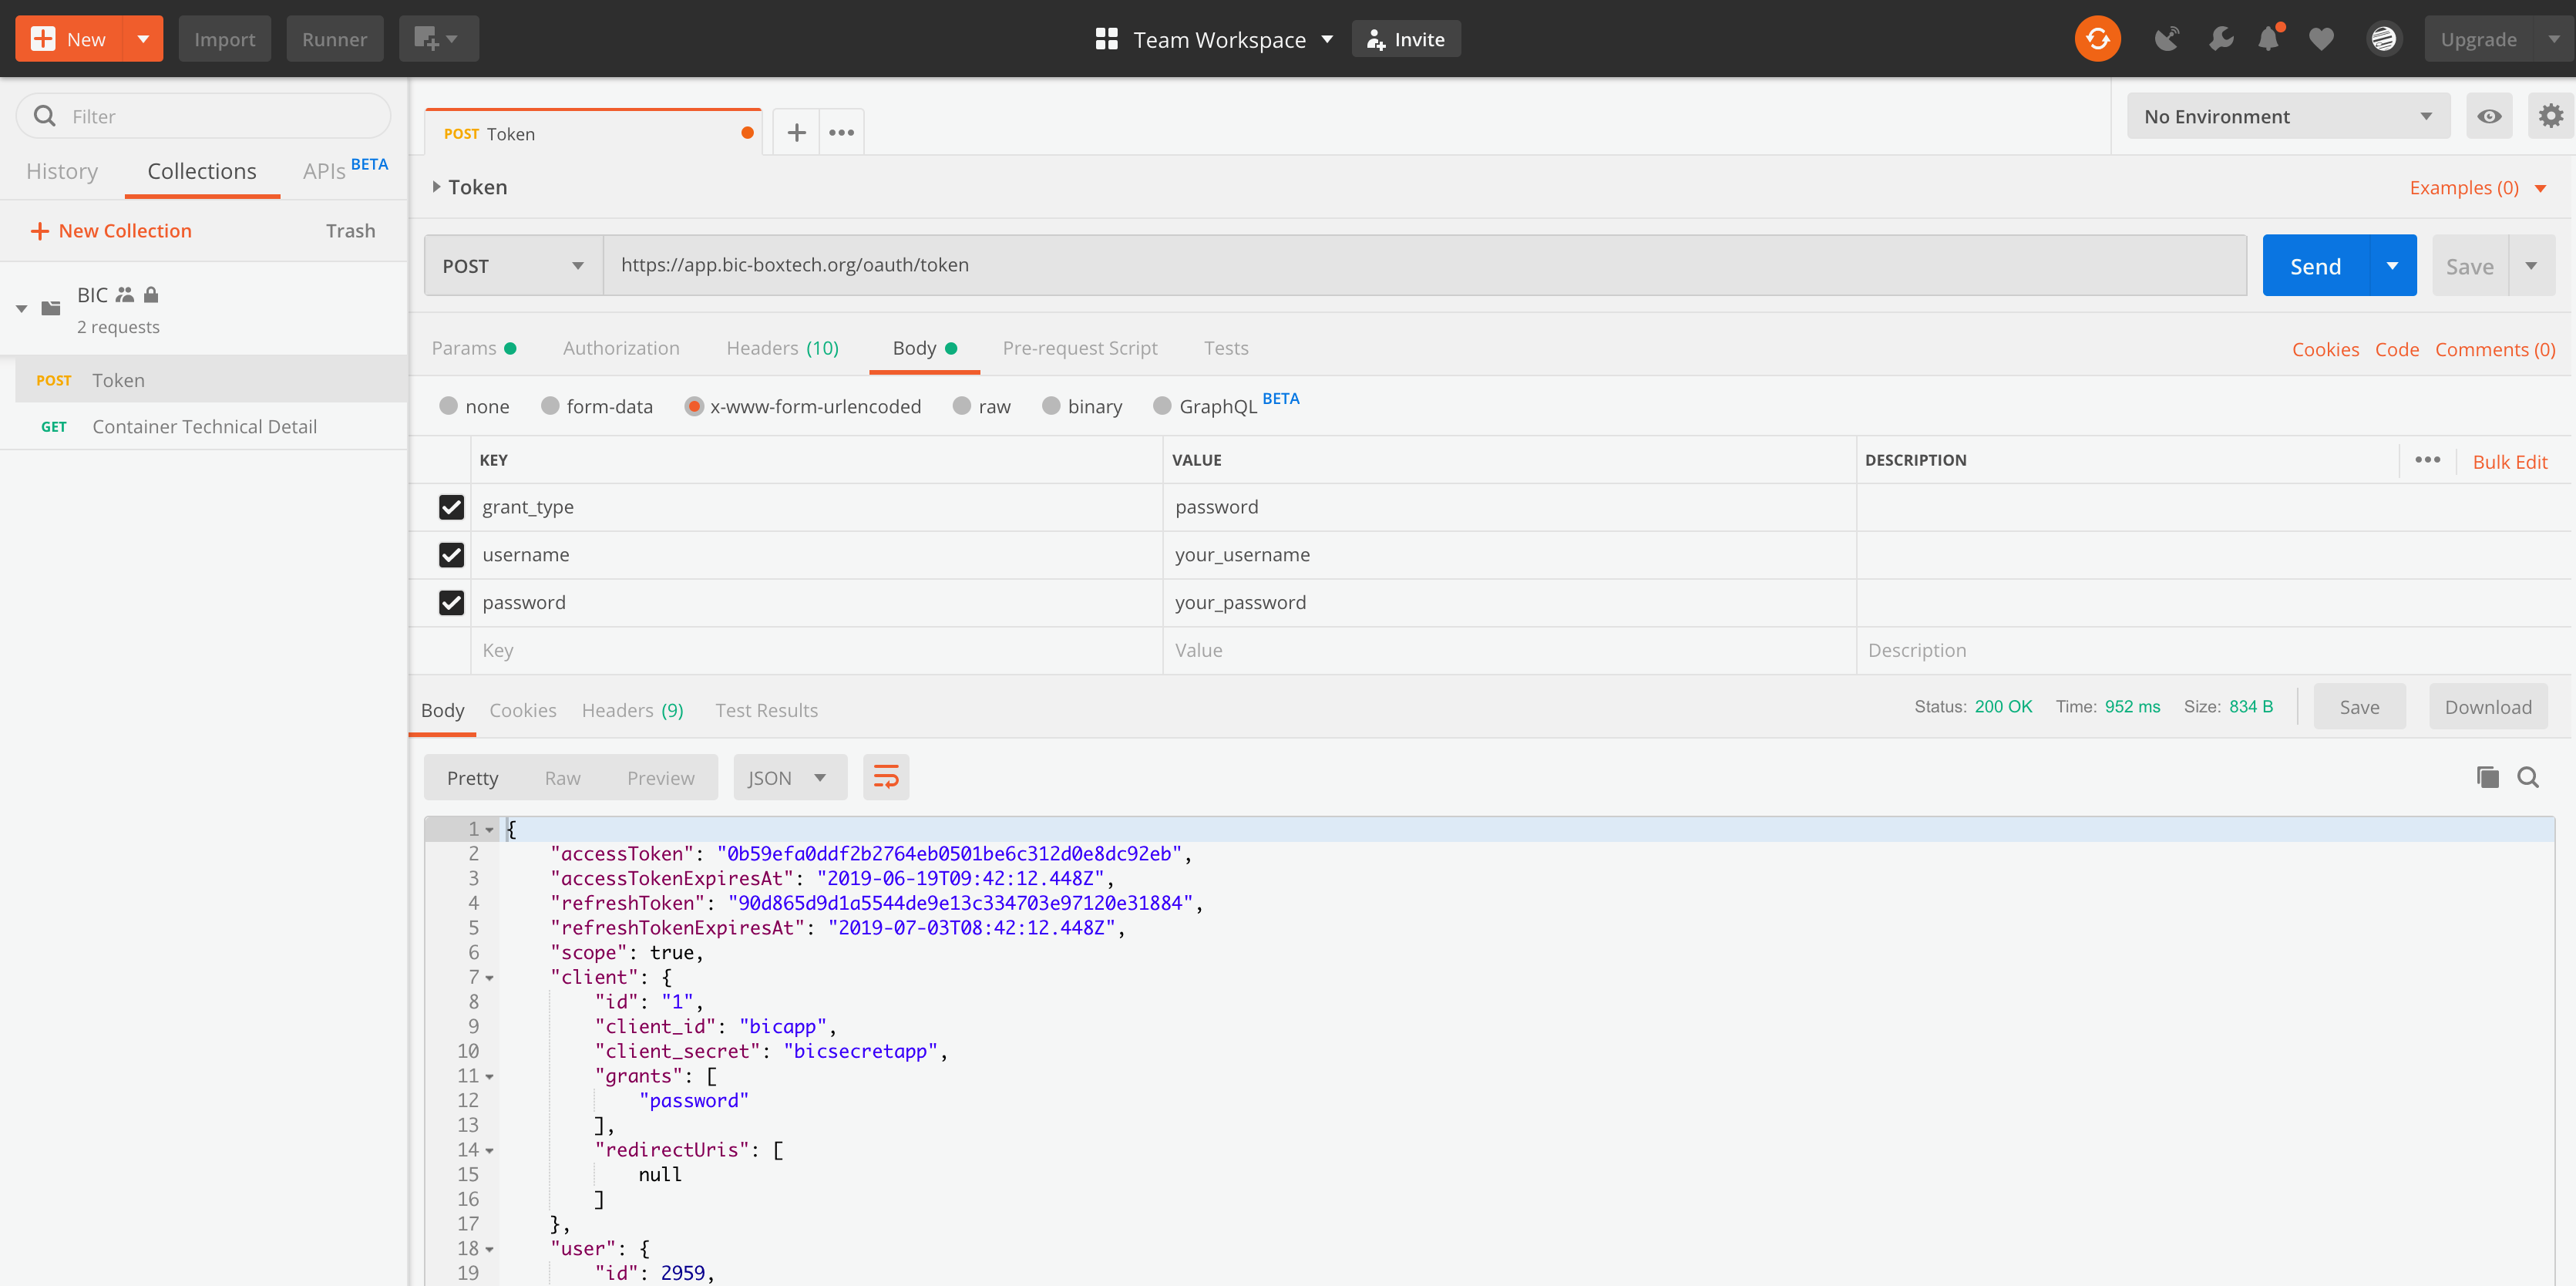 New Import Runner Team Workspace Invite Upgrade
Filter
History Collections APIs BETA
+ New Collection Trash
BIC
2 requests
POST Token
GET Container Technical Detail
POST Token + •••
No Environment
Token Examples (0)
POST https://app.bic-boxtech.org/oauth/token Send Save
Params Authorization Headers (10) Body Pre-request Script Tests Cookies Code Comments (0)
none form-data x-www-form-urlencoded raw binary GraphQL BETA
KEY VALUE DESCRIPTION ••• Bulk Edit
grant_type password
username your_username
password your_password
Key Value Description
Body Cookies Headers (9) Test Results Status: 200 OK Time: 952 ms Size: 834 B Save Download
Pretty Raw Preview JSON
1 {
2 "accessToken": "0b59efa0ddf2b2764eb0501be6c312d0e8dc92eb",
3 "accessTokenExpiresAt": "2019-06-19T09:42:12.448Z",
4 "refreshToken": "90d865d9d1a5544de9e13c334703e97120e31884",
5 "refreshTokenExpiresAt": "2019-07-03T08:42:12.448Z",
6 "scope": true,
7 "client": {
8 "id": "1",
9 "client_id": "bicapp",
10 "client_secret": "bicsecretapp",
11 "grants": [
12 "password"
13 ],
14 "redirectUris": [
15 null
16 ]
17 },
18 "user": {
19 "id": 2959,